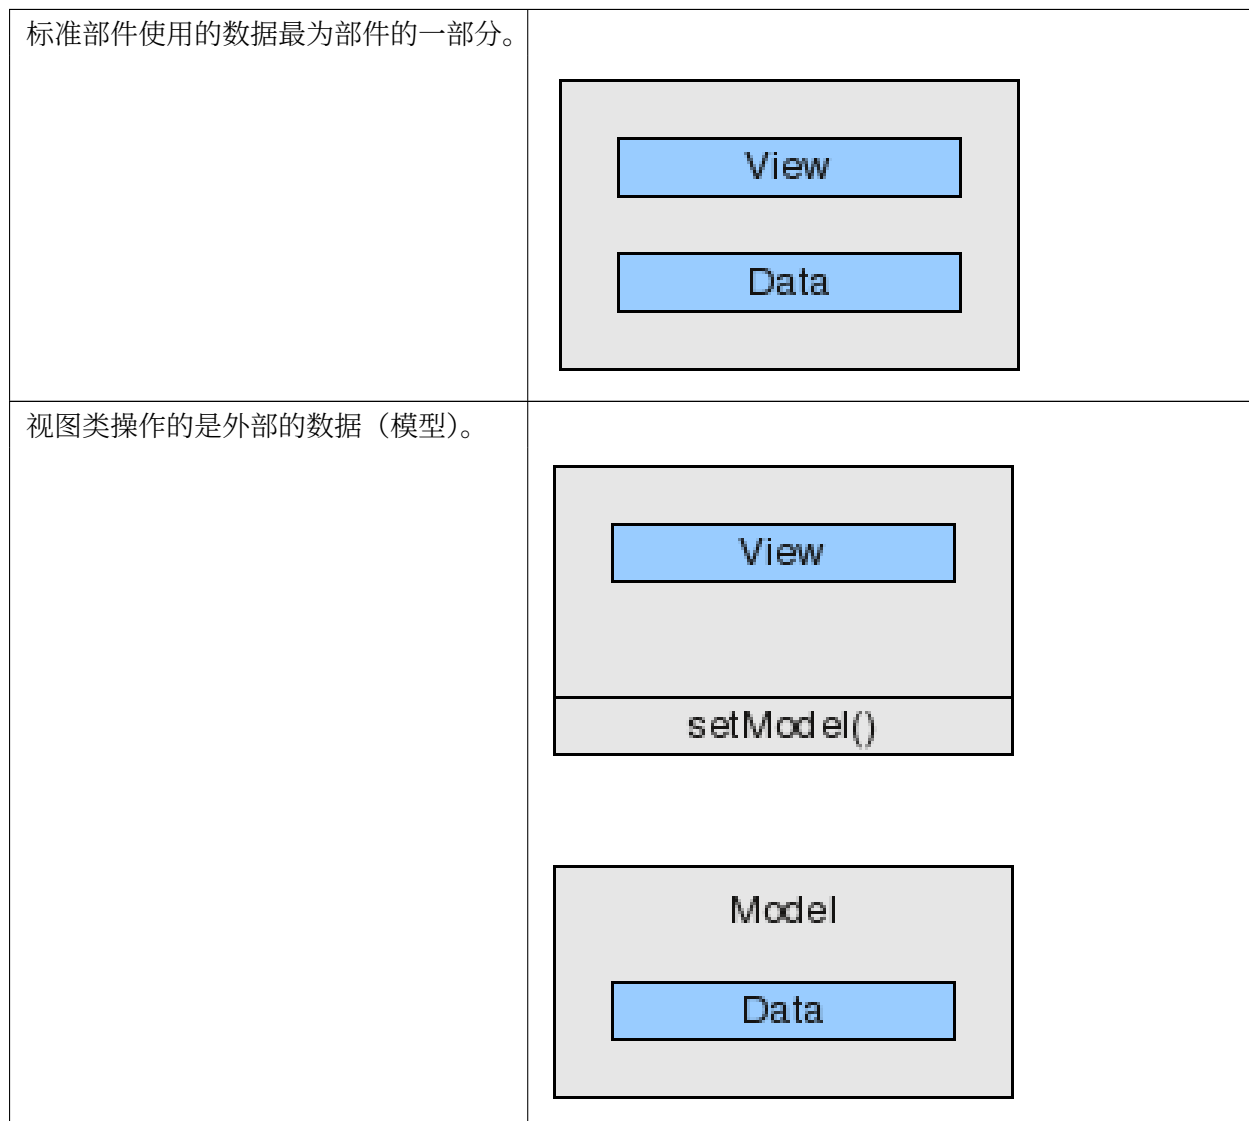 标准部件使用的数据最为部件的一部分。
View
Data
视图类操作的是外部的数据（模型）。
View
setModel()
Model
Data